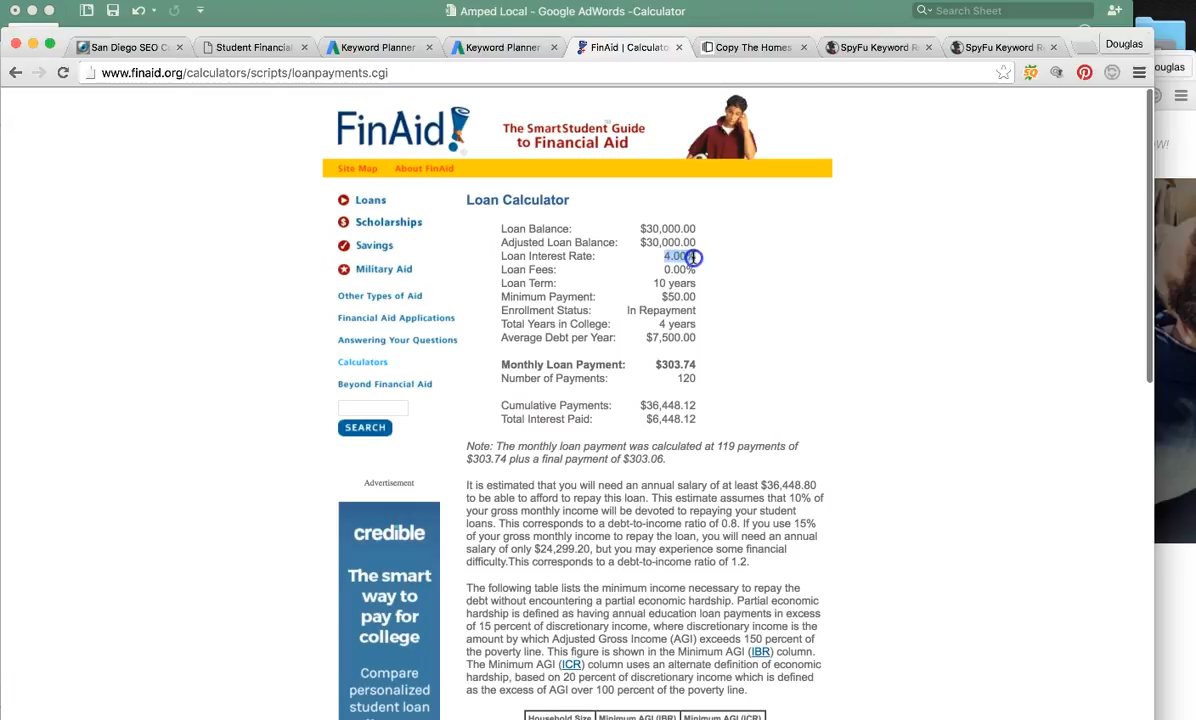 Amped Local - Google AdWords -Calculator
Search Sheet
San Diego SEO C
Student Financial
Keyword Planner
Keyword Planner
FinAid | Calculato
Copy The Homes
SpyFu Keyword R
SpyFu Keyword R
Douglas
ouglas
www.finaid.org/calculators/scripts/loanpayments.cgi
FinAid!
The SmartStudent Guide
to Financial Aid
W!
Site Map
About FinAid
Loans
Scholarships
Savings
Military Aid
Other Types of Aid
Financial Aid Applications
Answering Your Questions
Calculators
Beyond Financial Aid
SEARCH
Advertisement
credible
The smart
way to
pay for
college
Compare
personalized
student loan
Loan Calculator
Loan Balance: $30,000.00
Adjusted Loan Balance: $30,000.00
Loan Interest Rate: 4.00%
Loan Fees: 0.00%
Loan Term: 10 years
Minimum Payment: $50.00
Enrollment Status: In Repayment
Total Years in College: 4 years
Average Debt per Year: $7,500.00
Monthly Loan Payment: $303.74
Number of Payments: 120
Cumulative Payments: $36,448.12
Total Interest Paid: $6,448.12
Note: The monthly loan payment was calculated at 119 payments of
$303.74 plus a final payment of $303.06.
It is estimated that you will need an annual salary of at least $36,448.80
to be able to afford to repay this loan. This estimate assumes that 10% of
your gross monthly income will be devoted to repaying your student
loans. This corresponds to a debt-to-income ratio of 0.8. If you use 15%
of your gross monthly income to repay the loan, you will need an annual
salary of only $24,299.20, but you may experience some financial
difficulty.This corresponds to a debt-to-income ratio of 1.2.
The following table lists the minimum income necessary to repay the
debt without encountering a partial economic hardship. Partial economic
hardship is defined as having annual education loan payments in excess
of 15 percent of discretionary income, where discretionary income is the
amount by which Adjusted Gross Income (AGI) exceeds 150 percent of
the poverty line. This figure is shown in the Minimum AGI (IBR) column.
The Minimum AGI (ICR) column uses an alternate definition of economic
hardship, based on 20 percent of discretionary income which is defined
as the excess of AGI over 100 percent of the poverty line.
Household Size Minimum AGI (IBR) Minimum AGI (ICR)